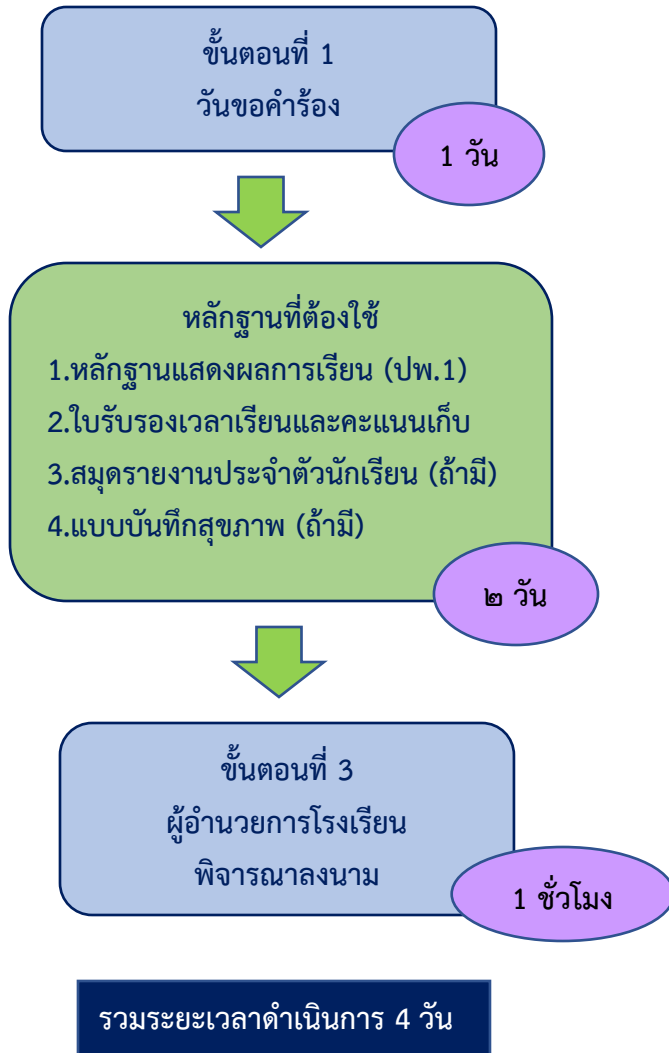 ขั้นตอนที่ 1
วันขอคำร้อง
1 วัน
หลักฐานที่ต้องใช้
1.หลักฐานแสดงผลการเรียน (ปพ.1)
2.ใบรับรองเวลาเรียนและคะแนนเก็บ
3.สมุดรายงานประจำตัวนักเรียน (ถ้ามี)
4.แบบบันทึกสุขภาพ (ถ้ามี)
๒ วัน
ขั้นตอนที่ 3
ผู้อำนวยการโรงเรียน
พิจารณาลงนาม
1 ชั่วโมง
รวมระยะเวลาดำเนินการ 4 วัน